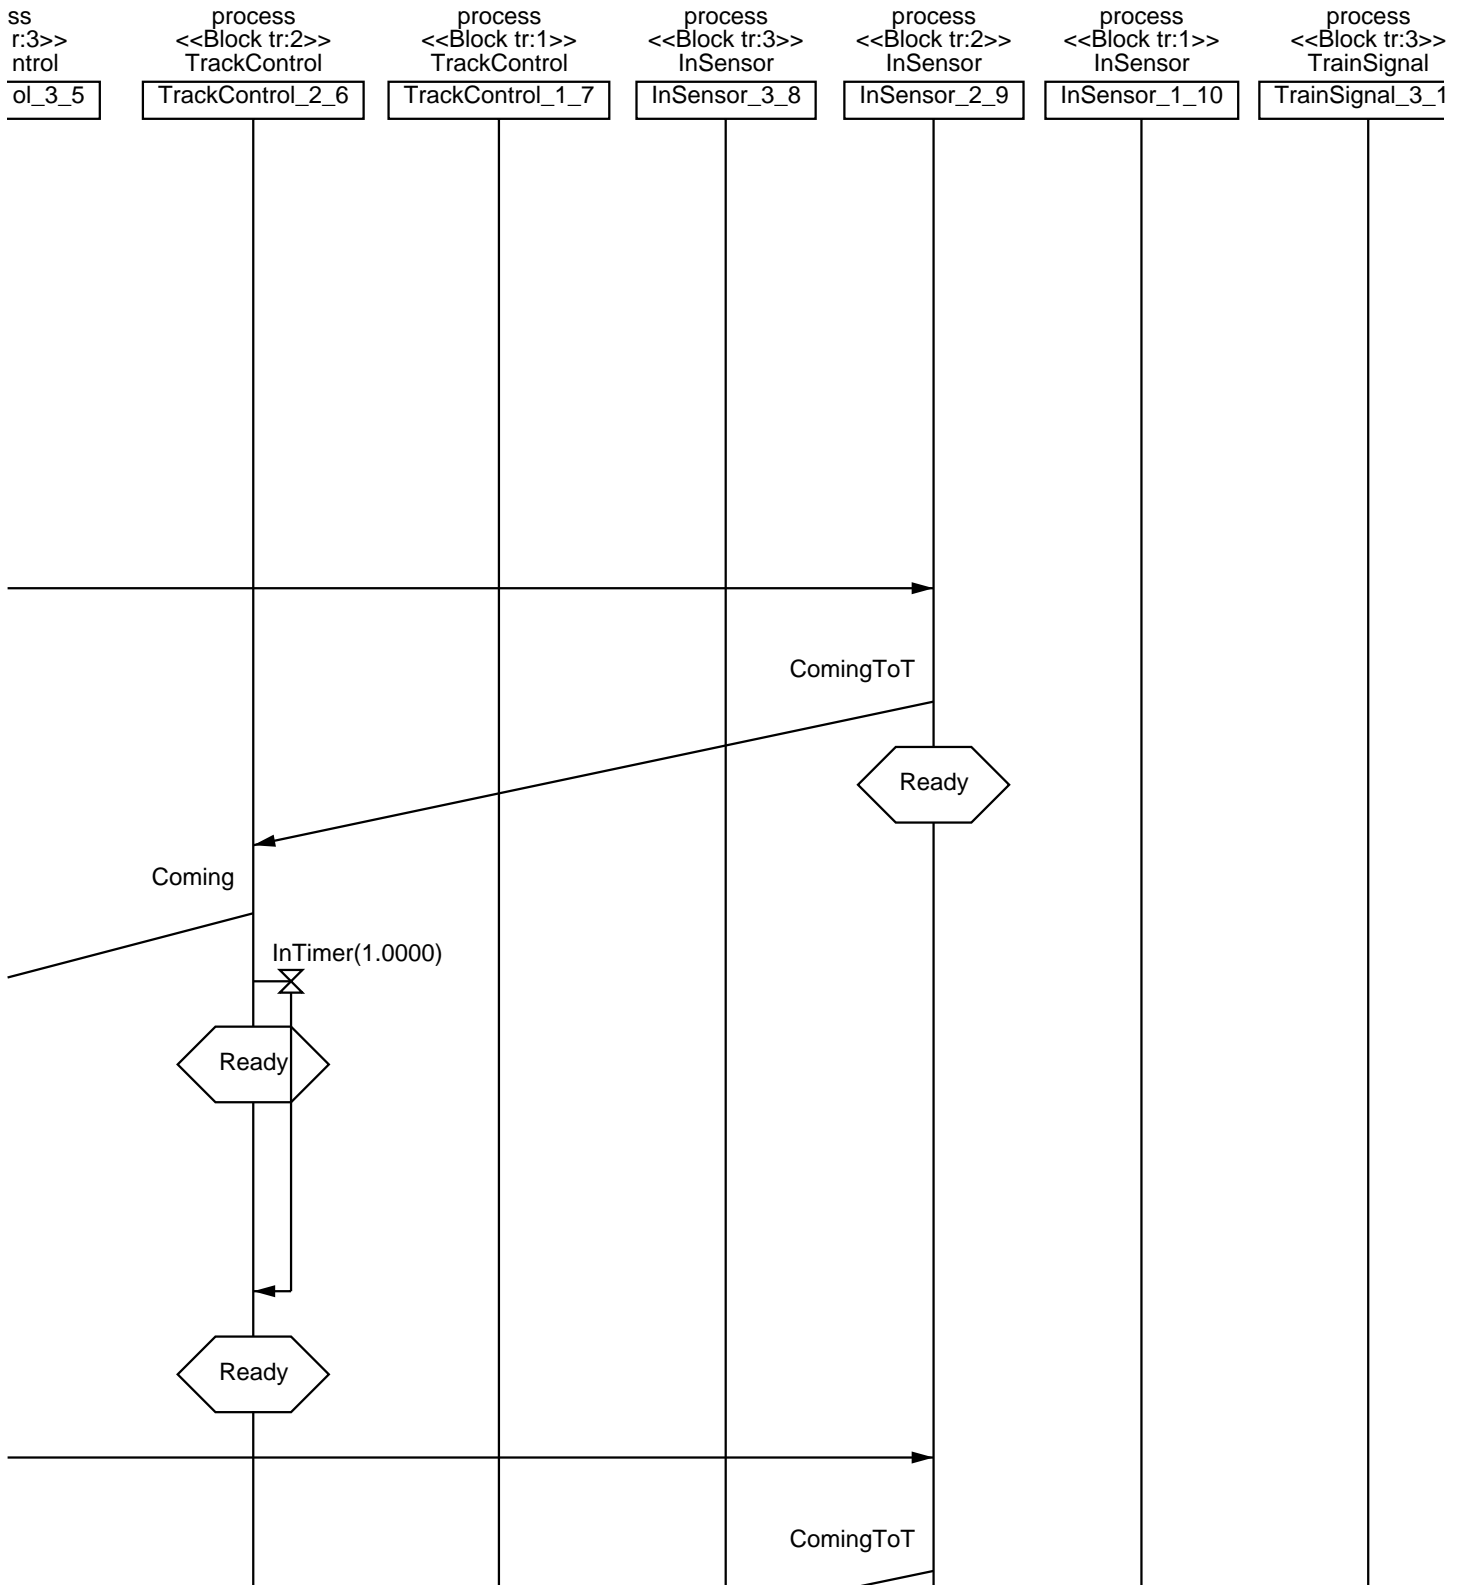 ss
r:3>>
ntrol
ol_3_5
process
<<Block tr:2>>
TrackControl
TrackControl_2_6
process
<<Block tr:1>>
TrackControl
TrackControl_1_7
process
<<Block tr:3>>
InSensor
InSensor_3_8
process
<<Block tr:2>>
InSensor
InSensor_2_9
process
<<Block tr:1>>
InSensor
InSensor_1_10
process
<<Block tr:3>>
TrainSignal
TrainSignal_3_1
ComingToT
Ready
Coming
InTimer(1.0000)
Ready
Ready
ComingToT